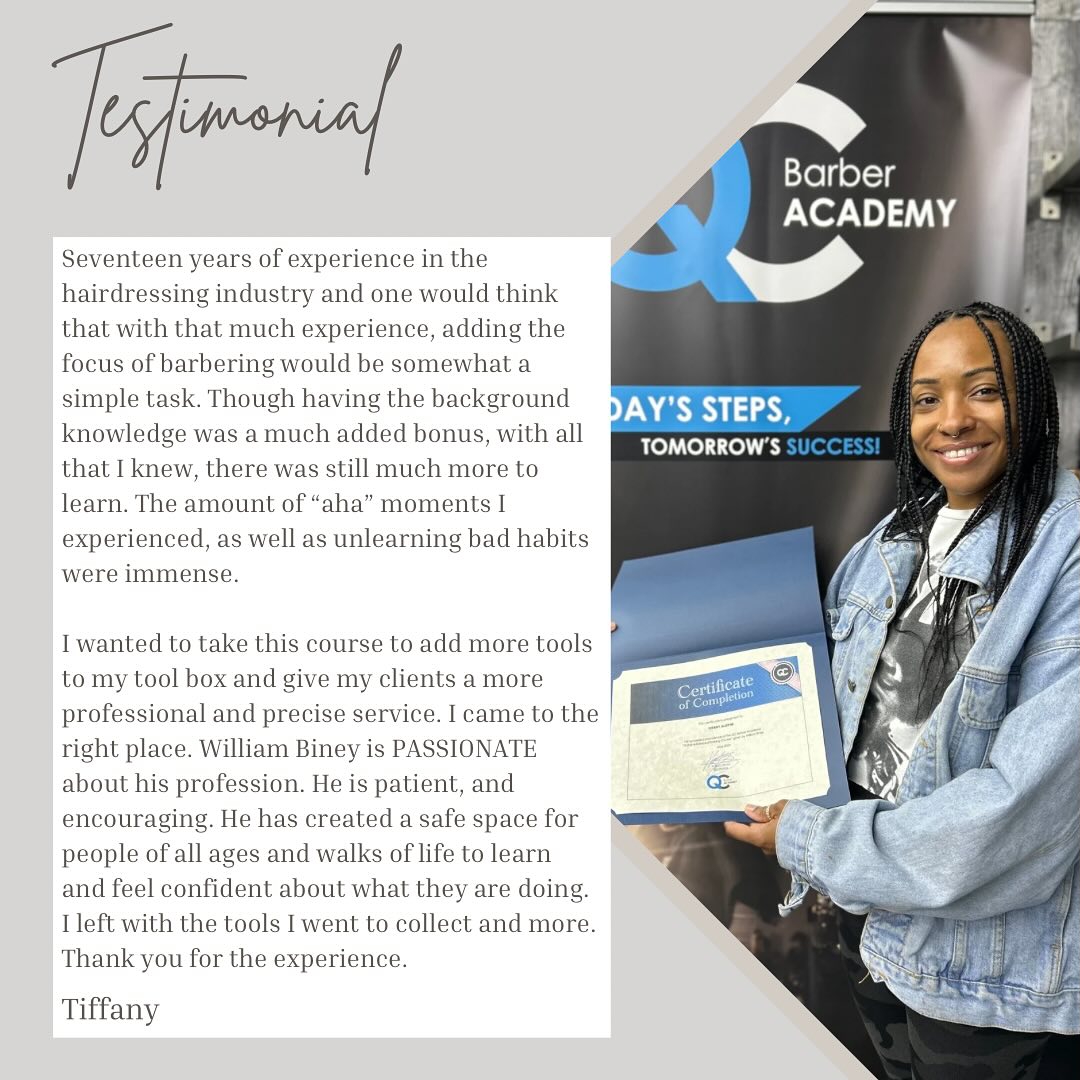 Testimonial
Seventeen years of experience in the
hairdressing industry and one would think
that with that much experience, adding the
focus of barbering would be somewhat a
simple task. Though having the background
knowledge was a much added bonus, with all
that I knew, there was still much more to
learn. The amount of “aha” moments I
experienced, as well as unlearning bad habits
were immense.
I wanted to take this course to add more tools
to my tool box and give my clients a more
professional and precise service. I came to the
right place. William Biney is PASSIONATE
about his profession. He is patient, and
encouraging. He has created a safe space for
people of all ages and walks of life to learn
and feel confident about what they are doing.
I left with the tools I went to collect and more.
Thank you for the experience.
Tiffany
QC
Barber
ACADEMY
DAY'S STEPS,
TOMORROW'S SUCCESS!
Certificate
of Completion
QC